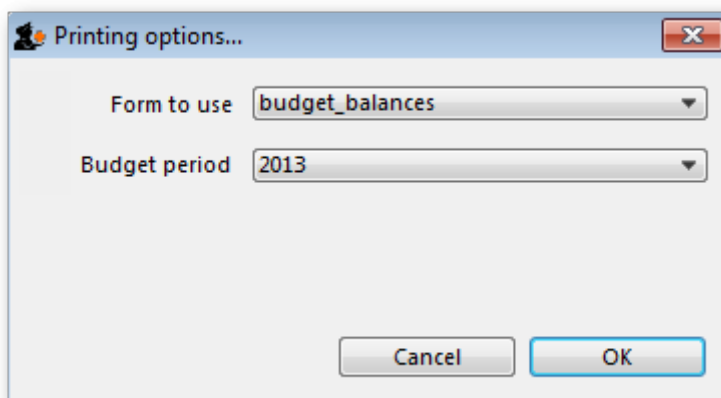 Printing options...
Form to use budget_balances
Budget period 2013
Cancel OK